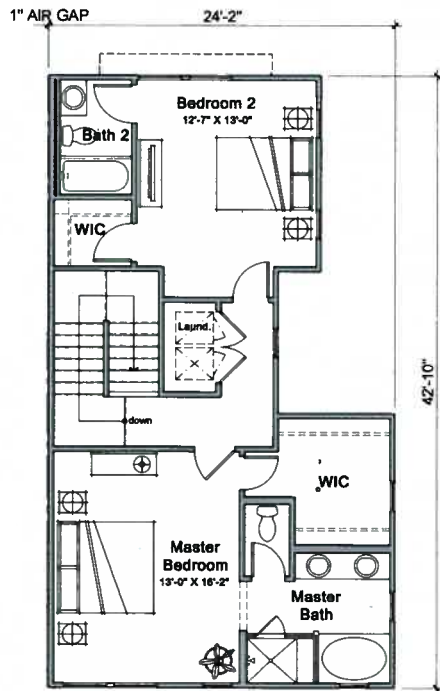 1" AIR GAP
24'-2"
Bedroom 2
12'-7" X 13'-0"
Bath 2
WIC
Laund.
42'-10"
down
WIC
Master
Bedroom
13'-0" X 16'-2"
Master
Bath